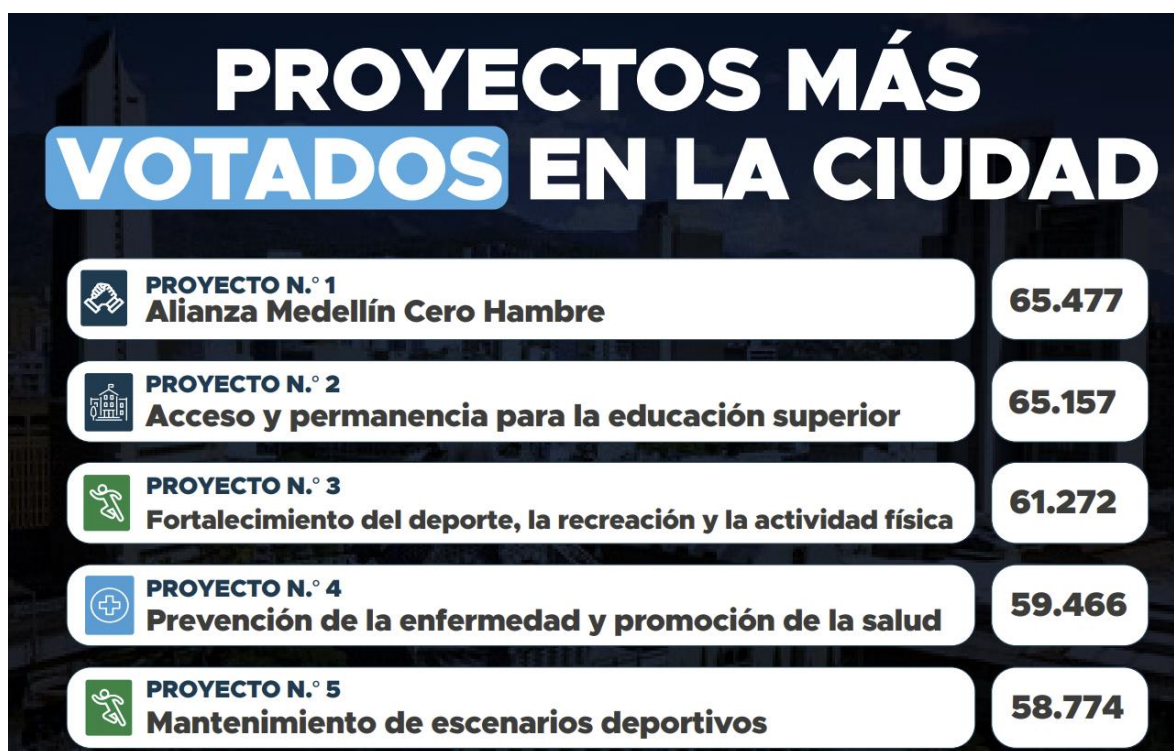 PROYECTOS MÁS
VOTADOS EN LA CIUDAD
PROYECTO N.° 1
Alianza Medellín Cero Hambre
65.477
PROYECTO N.° 2
Acceso y permanencia para la educación superior
65.157
PROYECTO N.° 3
Fortalecimiento del deporte, la recreación y la actividad física
61.272
PROYECTO N.° 4
Prevención de la enfermedad y promoción de la salud
59.466
PROYECTO N.° 5
Mantenimiento de escenarios deportivos
58.774